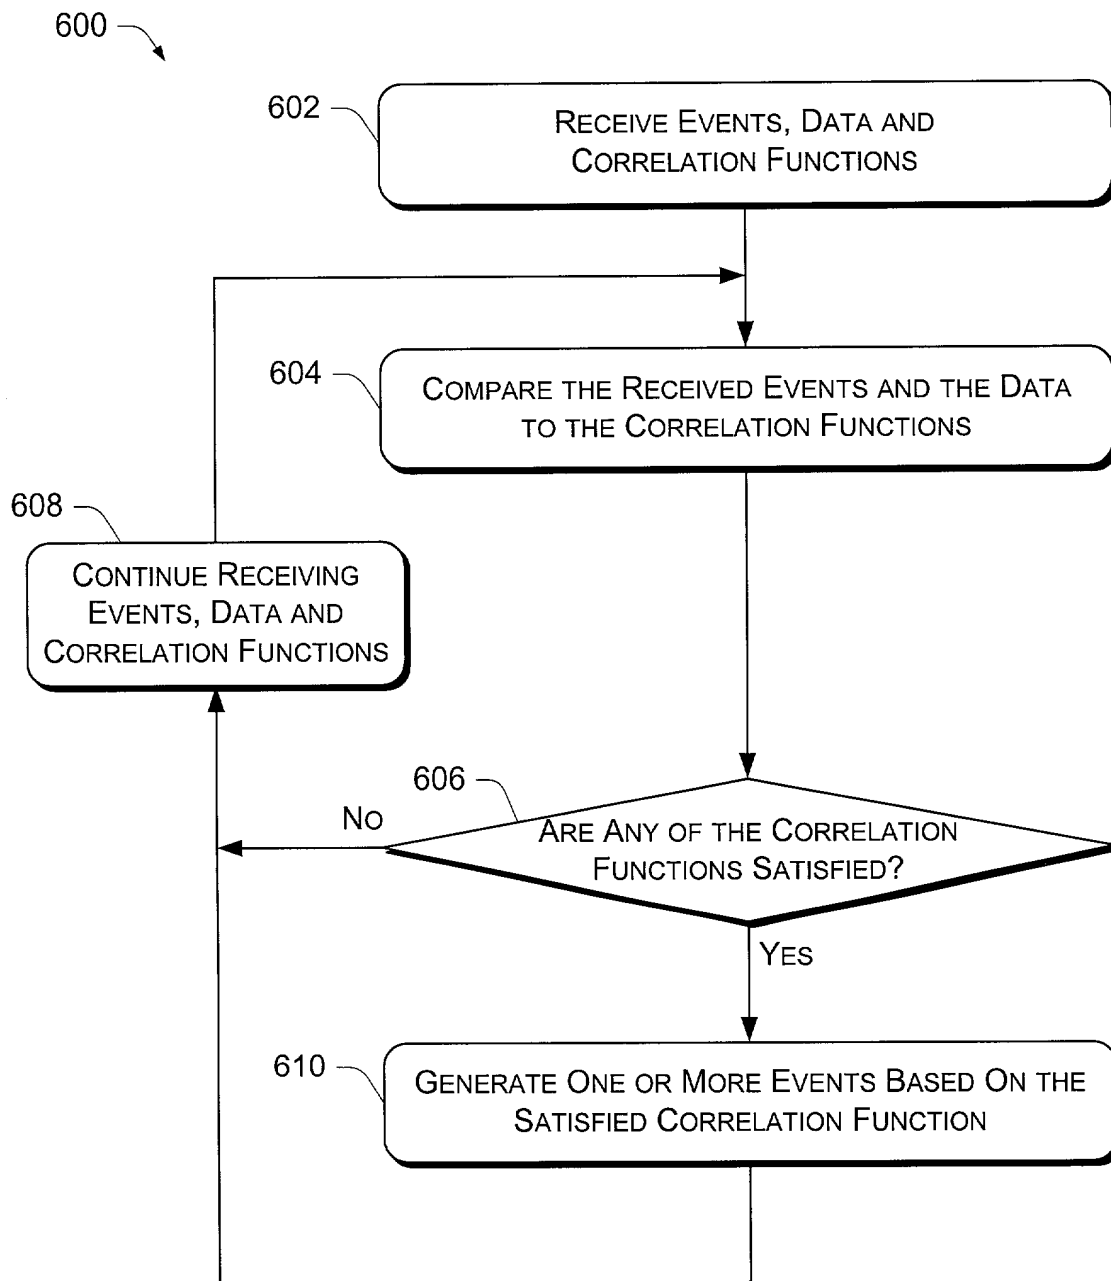 600
602
RECEIVE EVENTS, DATA AND
CORRELATION FUNCTIONS
604
COMPARE THE RECEIVED EVENTS AND THE DATA
TO THE CORRELATION FUNCTIONS
608
CONTINUE RECEIVING
EVENTS, DATA AND
CORRELATION FUNCTIONS
606
NO
ARE ANY OF THE CORRELATION
FUNCTIONS SATISFIED?
YES
610
GENERATE ONE OR MORE EVENTS BASED ON THE
SATISFIED CORRELATION FUNCTION